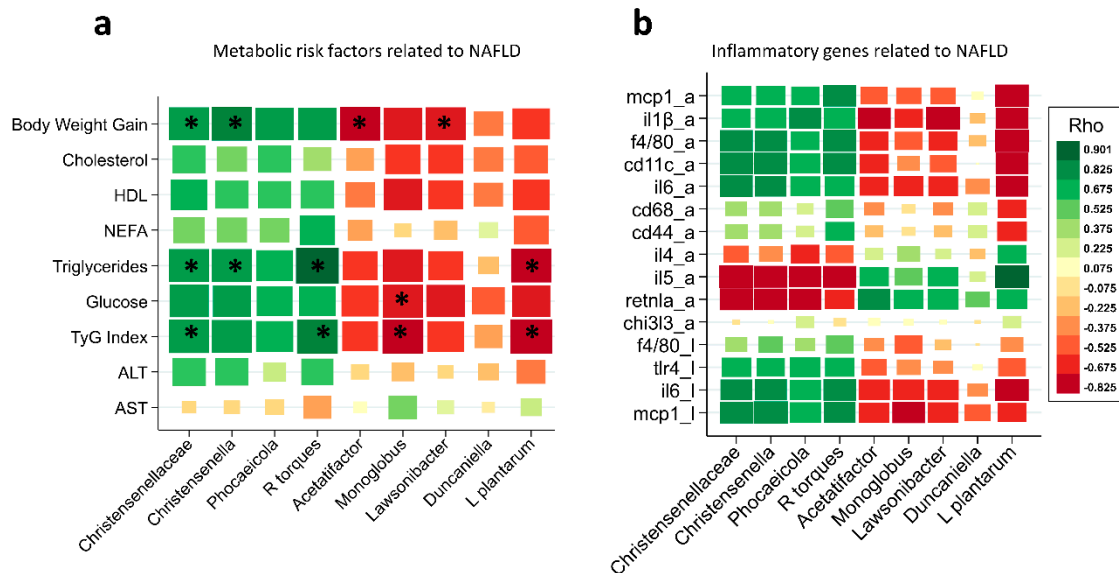 a
Metabolic risk factors related to NAFLD
Body Weight Gain
Cholesterol
HDL
NEFA
Triglycerides
Glucose
TyG Index
ALT
AST
* * * *
* * * *
*
* * * *
Christensenellaceae
Christensenella
Phocaeicola
R torques
Acetatifactor
Monoglobus
Lawsonibacter
Duncaniella
L plantarum
b
Inflammatory genes related to NAFLD
mcp1_a
il1β_a
f4/80_a
cd11c_a
il6_a
cd68_a
cd44_a
il4_a
il5_a
retnla_a
chi3l3_a
f4/80_l
tlr4_l
il6_l
mcp1_l
Christensenellaceae
Christensenella
Phocaeicola
R torques
Acetatifactor
Monoglobus
Lawsonibacter
Duncaniella
L plantarum
Rho
0.901
0.825
0.675
0.525
0.375
0.225
0.075
-0.075
-0.225
-0.375
-0.525
-0.675
-0.825